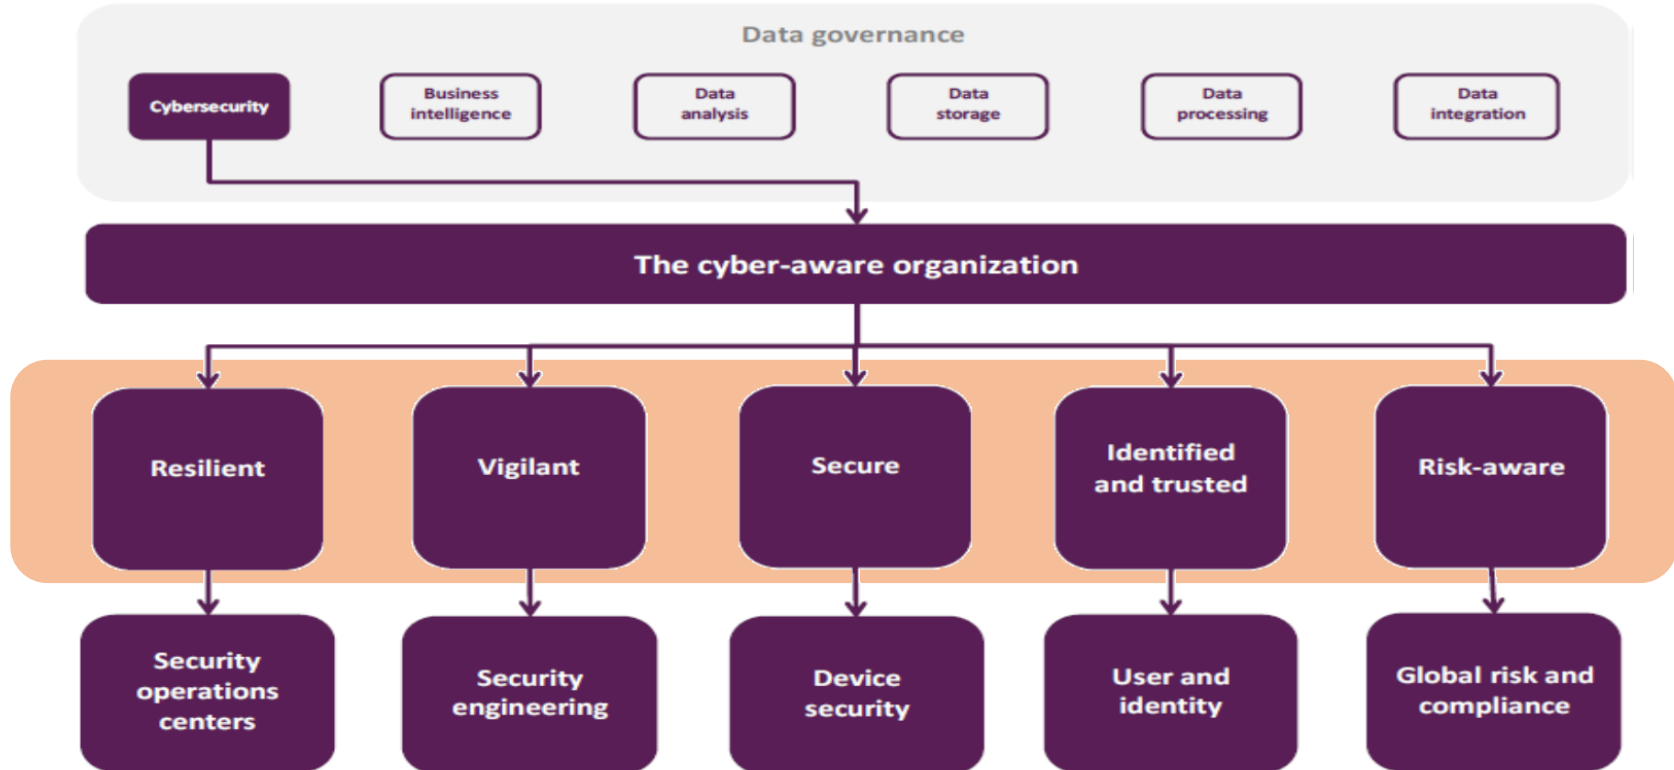 Data governance
Cybersecurity
Business
intelligence
Data
analysis
Data
storage
Data
processing
Data
integration
The cyber-aware organization
Resilient
Vigilant
Secure
Identified
and trusted
Risk-aware
Security
operations
centers
Security
engineering
Device
security
User and
identity
Global risk and
compliance